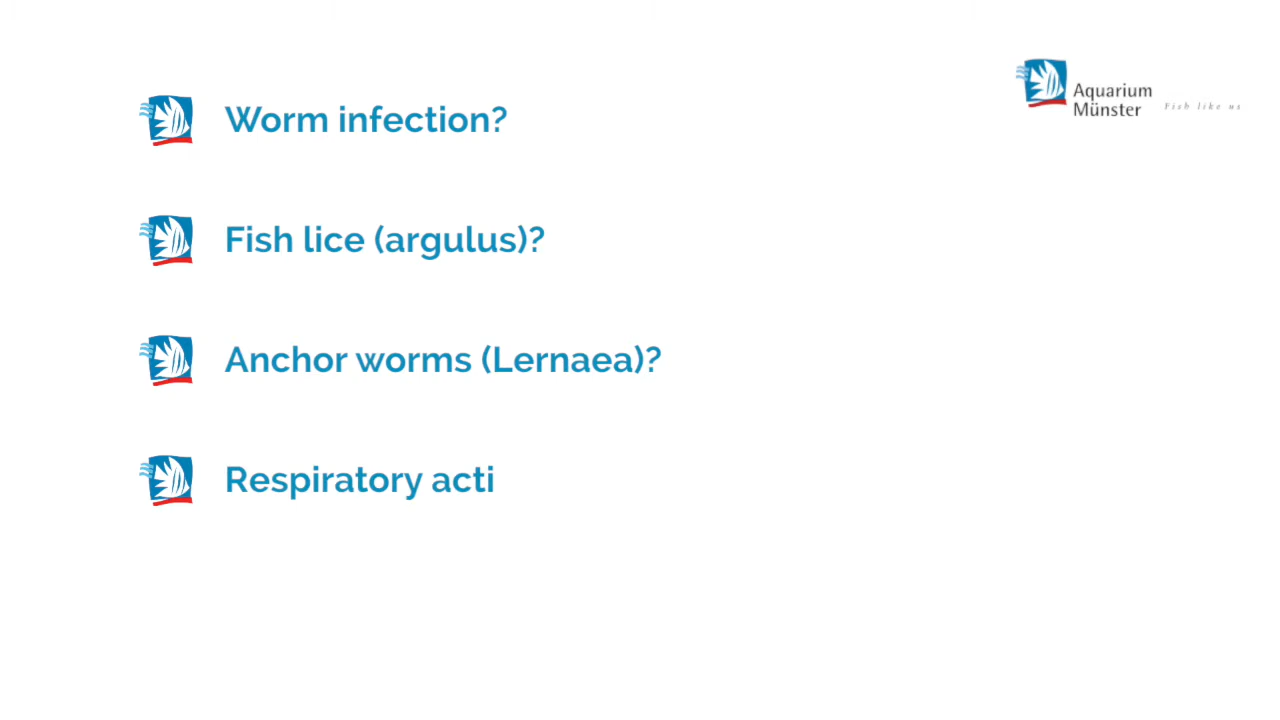 Worm infection?
Fish lice (argulus)?
Anchor worms (Lernaea)?
Respiratory acti
Aquarium
Münster
Fish like us